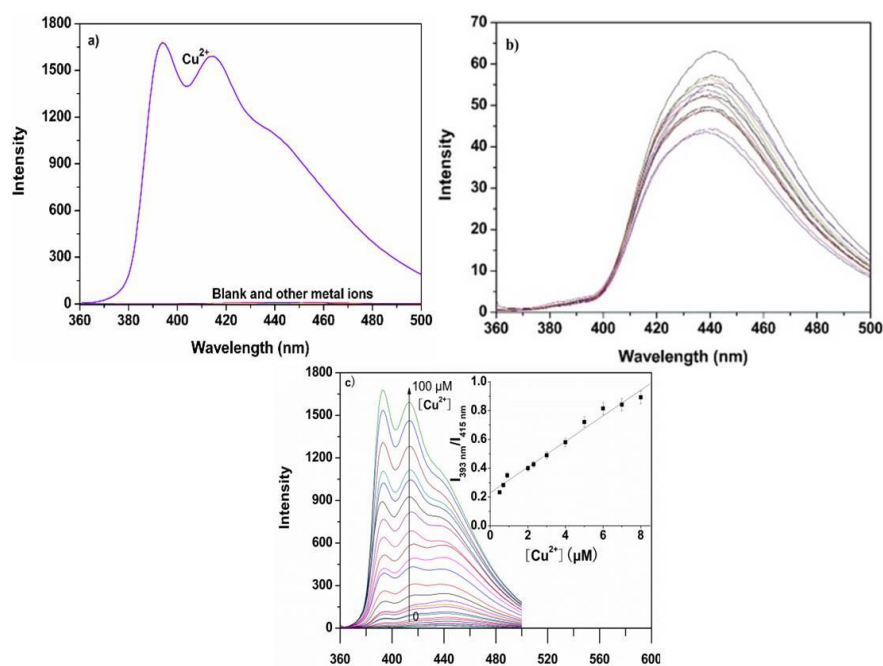 a)
Cu2+
Blank and other metal ions
Intensity
1800
1500
1200
900
600
300
0
360 380 400 420 440 460 480 500
Wavelength (nm)
b)
Intensity
70
60
50
40
30
20
10
0
360 380 400 420 440 460 480 500
Wavelength (nm)
c)
100 μM
[Cu2+]
0
Intensity
1800
1500
1200
900
600
300
0
360 400 440 480 520 560 600
I393 nm/I415 nm
1.0
0.8
0.6
0.4
0.2
0.0
0 2 4 6 8
[Cu2+] (μM)